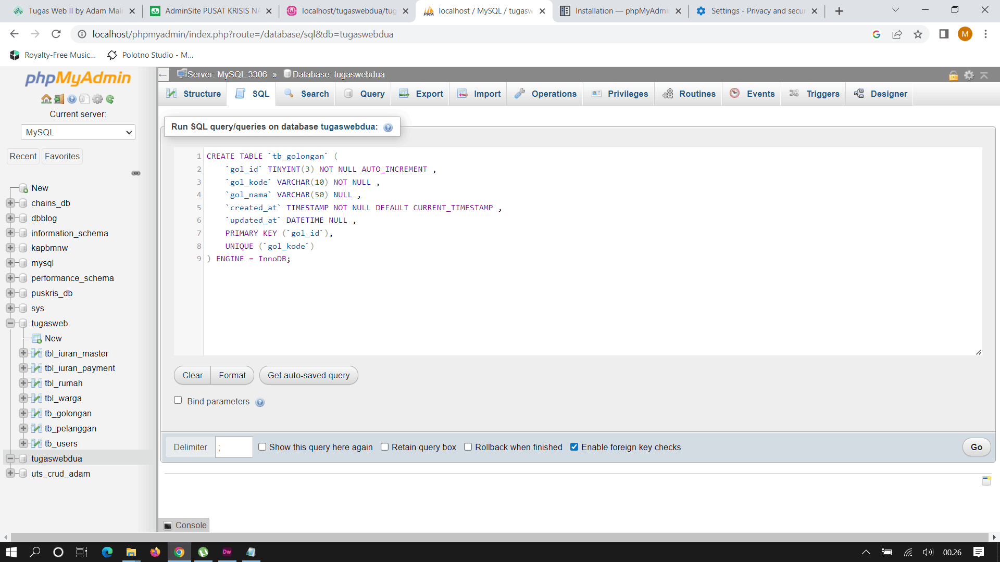 Tugas Web II by Adam Mali
AdminSite PUSAT KRISIS NA
localhost/tugaswebdua/tug
localhost / MySQL / tugasw
Installation — phpMyAdmi
Settings - Privacy and secur
localhost/phpmyadmin/index.php?route=/database/sql&db=tugaswebdua
M
Royalty-Free Music...
Polotno Studio - M...
phpMyAdmin
Current server:
MySQL
Recent
Favorites
New
chains_db
dbblog
information_schema
kapbmnw
mysql
performance_schema
puskris_db
sys
tugasweb
New
tbl_iuran_master
tbl_iuran_payment
tbl_rumah
tbl_warga
tb_golongan
tb_pelanggan
tb_users
tugaswebdua
uts_crud_adam
Server: MySQL:3306 » Database: tugaswebdua
Structure
SQL
Search
Query
Export
Import
Operations
Privileges
Routines
Events
Triggers
Designer
Run SQL query/queries on database tugaswebdua:
1 CREATE TABLE `tb_golongan` (
2 `gol_id` TINYINT(3) NOT NULL AUTO_INCREMENT ,
3 `gol_kode` VARCHAR(10) NOT NULL ,
4 `gol_nama` VARCHAR(50) NULL ,
5 `created_at` TIMESTAMP NOT NULL DEFAULT CURRENT_TIMESTAMP ,
6 `updated_at` DATETIME NULL ,
7 PRIMARY KEY (`gol_id`),
8 UNIQUE (`gol_kode`)
9 ) ENGINE = InnoDB;
Clear
Format
Get auto-saved query
Bind parameters
Delimiter
;
Show this query here again
Retain query box
Rollback when finished
Enable foreign key checks
Go
Console
Dw
00.26